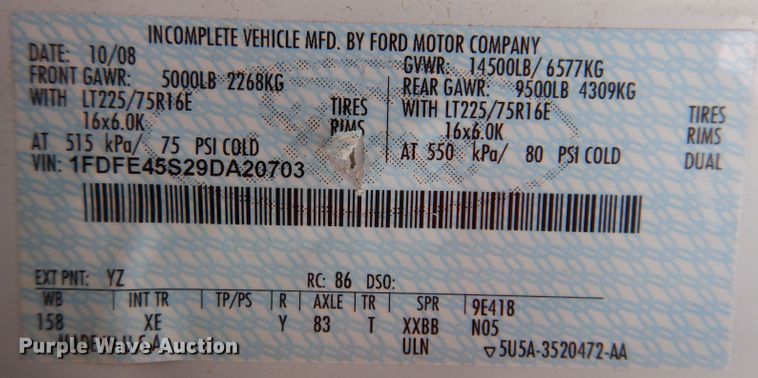 INCOMPLETE VEHICLE MFD. BY FORD MOTOR COMPANY
DATE: 10/08 GVWR: 14500LB/ 6577KG
FRONT GAWR: 5000LB 2268KG REAR GAWR: 9500LB 4309KG
WITH LT225/75R16E TIRES WITH LT225/75R16E TIRES
16x6.0K RIMS 16x6.0K RIMS
AT 515 kPa/ 75 PSI COLD AT 550 kPa/ 80 PSI COLD DUAL
VIN: 1FDFE45S29DA20703
EXT PNT: YZ RC: 86 DSO:
WB INT TR TP/PS R AXLE TR SPR 9E418
158 XE Y 83 T XXBB N05
ULN ▽5U5A-3520472-AA
Purple Wave Auction